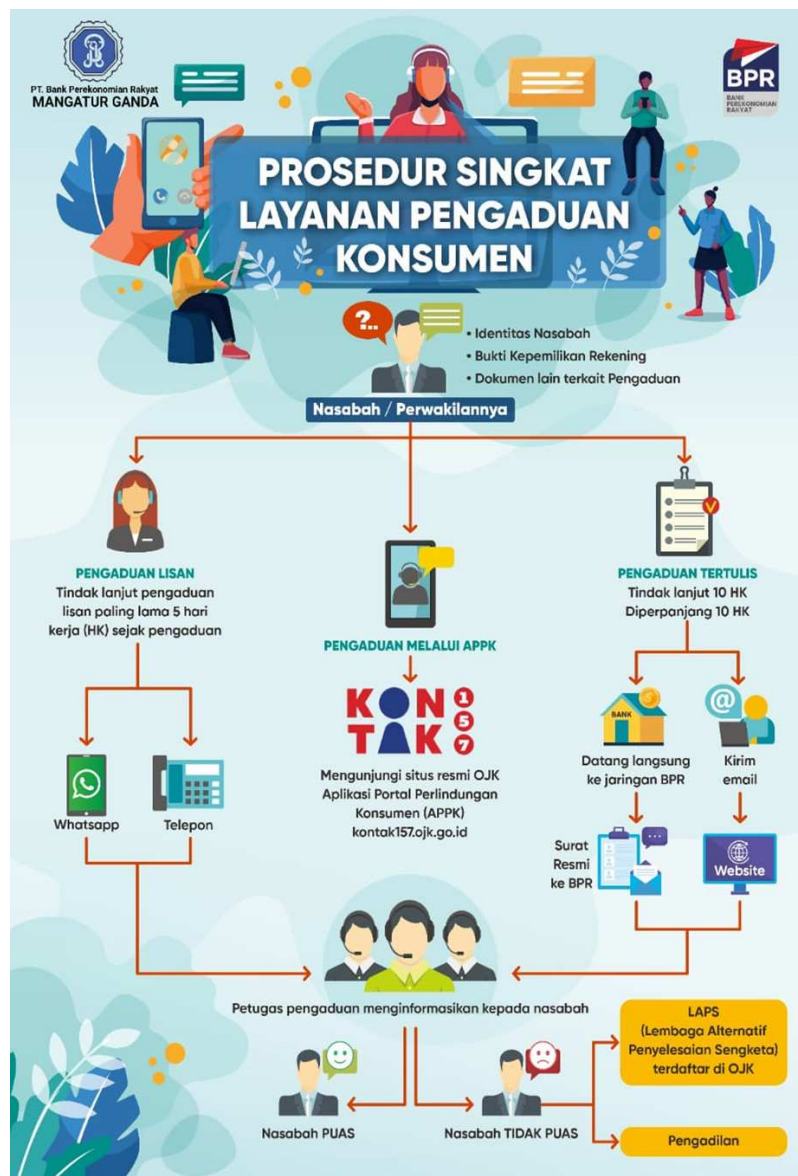 PT. Bank Perekonomian Rakyat
MANGATUR GANDA
BPR
BANK
PEREKONOMIAN
RAKYAT
PROSEDUR SINGKAT
LAYANAN PENGADUAN
KONSUMEN
?..
• Identitas Nasabah
• Bukti Kepemilikan Rekening
• Dokumen lain terkait Pengaduan
Nasabah / Perwakilannya
PENGADUAN LISAN
Tindak lanjut pengaduan
lisan paling lama 5 hari
kerja (HK) sejak pengaduan
Whatsapp
Telepon
PENGADUAN MELALUI APPK
KONTAK 157
Mengunjungi situs resmi OJK
Aplikasi Portal Perlindungan
Konsumen (APPK)
kontak157.ojk.go.id
PENGADUAN TERTULIS
Tindak lanjut 10 HK
Diperpanjang 10 HK
BANK
Datang langsung
ke jaringan BPR
@
Kirim
email
Surat
Resmi
ke BPR
Website
Petugas pengaduan menginformasikan kepada nasabah
Nasabah PUAS
Nasabah TIDAK PUAS
LAPS
(Lembaga Alternatif
Penyelesaian Sengketa)
terdaftar di OJK
Pengadilan